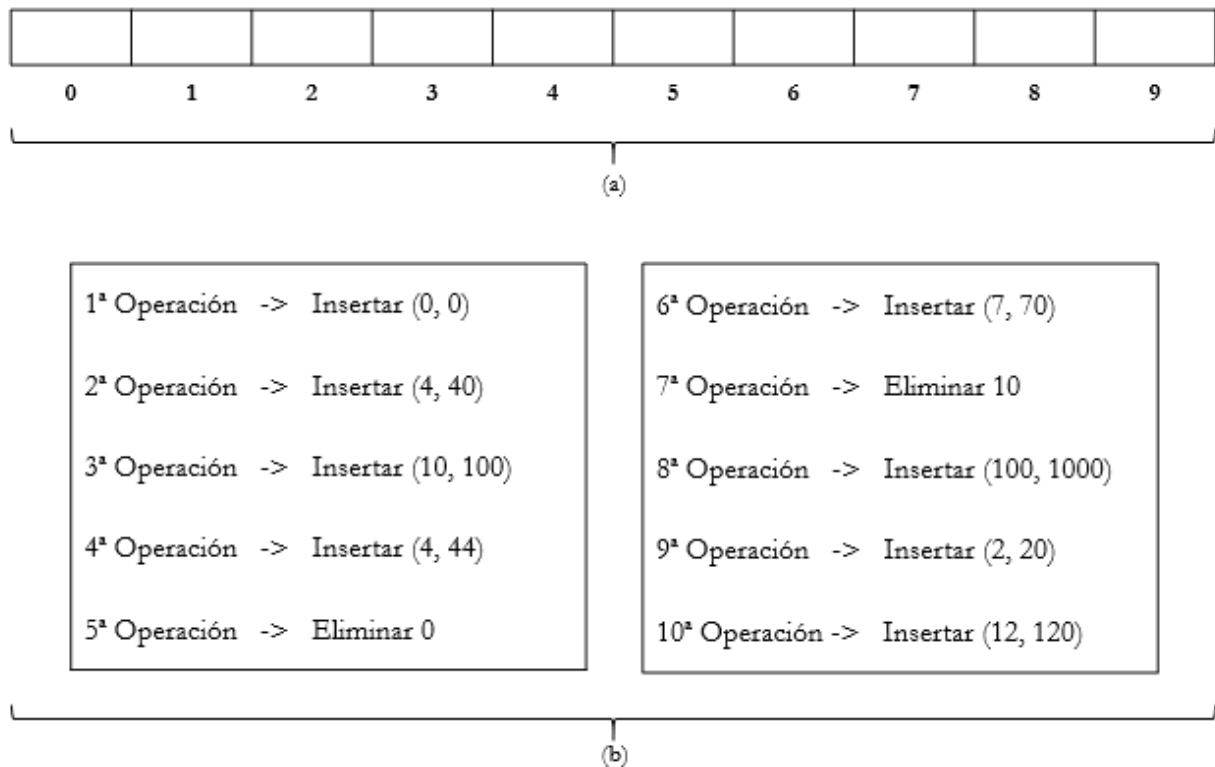 0 1 2 3 4 5 6 7 8 9
(a)
1ª Operación -> Insertar (0, 0)
2ª Operación -> Insertar (4, 40)
3ª Operación -> Insertar (10, 100)
4ª Operación -> Insertar (4, 44)
5ª Operación -> Eliminar 0
6ª Operación -> Insertar (7, 70)
7ª Operación -> Eliminar 10
8ª Operación -> Insertar (100, 1000)
9ª Operación -> Insertar (2, 20)
10ª Operación -> Insertar (12, 120)
(b)